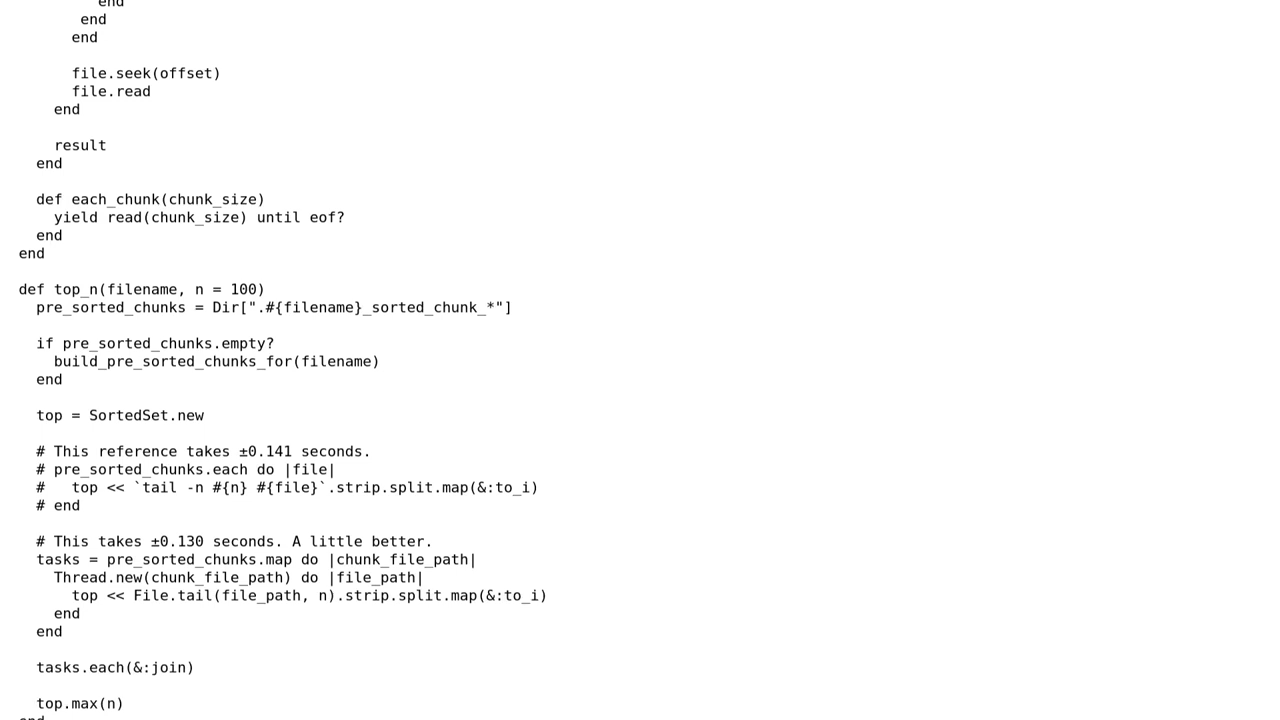 end
end
end

file.seek(offset)
file.read
end

result
end

def each_chunk(chunk_size)
yield read(chunk_size) until eof?
end
end

def top_n(filename, n = 100)
pre_sorted_chunks = Dir[".#{filename}_sorted_chunk_*"]

if pre_sorted_chunks.empty?
build_pre_sorted_chunks_for(filename)
end

top = SortedSet.new

# This reference takes ±0.141 seconds.
# pre_sorted_chunks.each do |file|
#   top << `tail -n #{n} #{file}`.strip.split.map(&:to_i)
# end

# This takes ±0.130 seconds. A little better.
tasks = pre_sorted_chunks.map do |chunk_file_path|
Thread.new(chunk_file_path) do |file_path|
top << File.tail(file_path, n).strip.split.map(&:to_i)
end
end

tasks.each(&:join)

top.max(n)
end